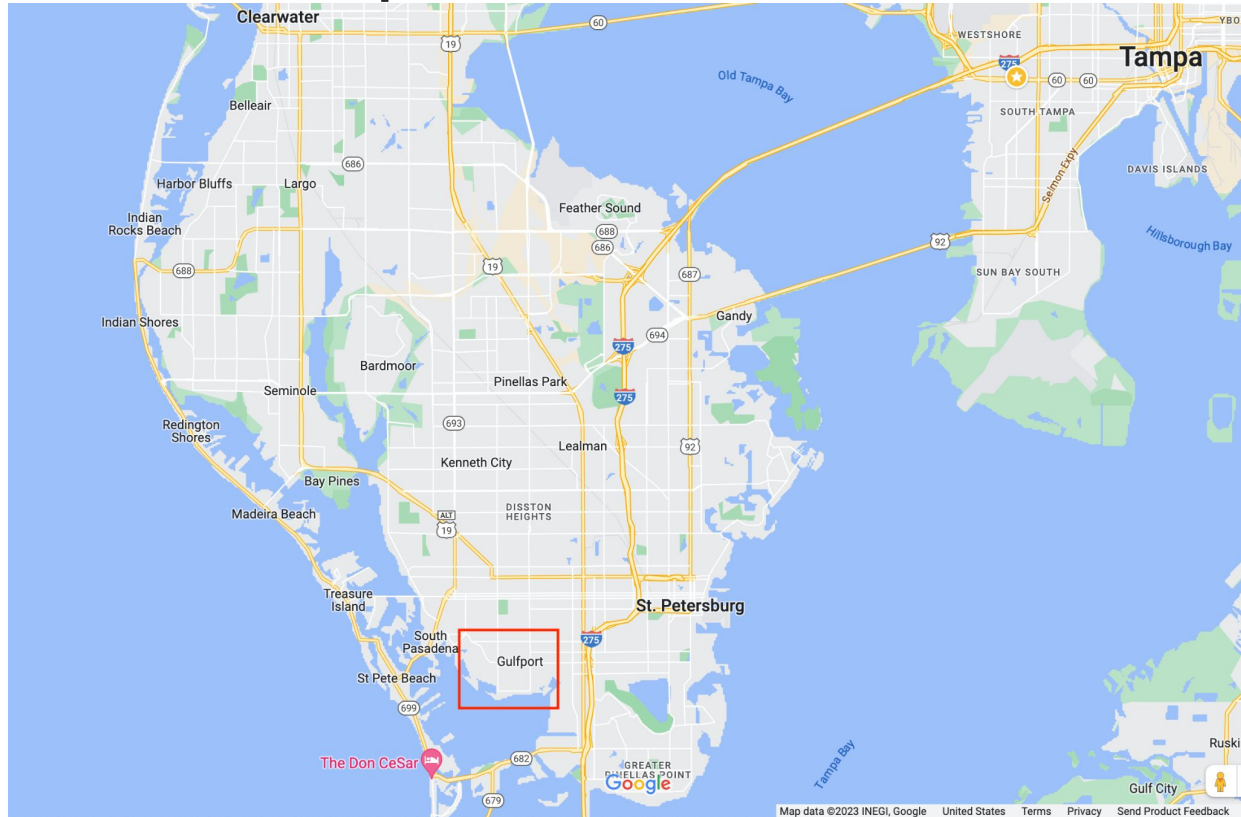 Clearwater
60
19
WESTSHORE
YBO
275
Tampa
Old Tampa Bay
60
60
Belleair
SOUTH TAMPA
686
Selmon Expy
DAVIS ISLANDS
Harbor Bluffs
Largo
Feather Sound
Indian
Rocks Beach
688
686
92
Hillsborough Bay
688
19
687
SUN BAY SOUTH
Indian Shores
Gandy
694
275
Bardmoor
Pinellas Park
Seminole
275
Redington
Shores
693
Lealman
92
Kenneth City
Bay Pines
Madeira Beach
DISSTON
HEIGHTS
ALT
19
Treasure
Island
St. Petersburg
South
Pasadena
275
Gulfport
St Pete Beach
699
The Don CeSar
682
Tampa Bay
Ruski
GREATER
PINELLAS POINT
Google
679
Gulf City
Map data ©2023 INEGI, Google United States Terms Privacy Send Product Feedback